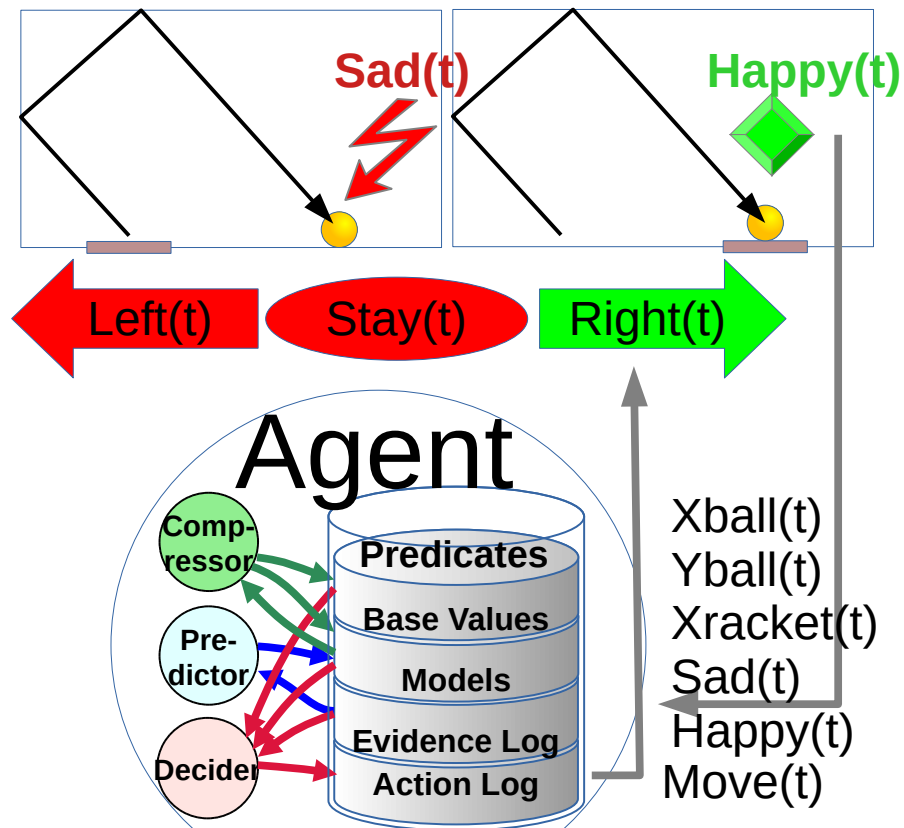 Sad(t)
Happy(t)
Left(t)
Stay(t)
Right(t)
Agent
Comp-
ressor
Pre-
dictor
Decider
Predicates
Base Values
Models
Evidence Log
Action Log
Xball(t)
Yball(t)
Xracket(t)
Sad(t)
Happy(t)
Move(t)